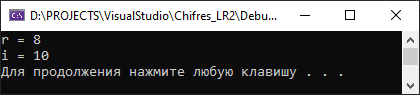 D:\PROJECTS\VisualStudio\Chifres_LR2\Debu...
r = 8
i = 10
Для продолжения нажмите любую клавишу . . .